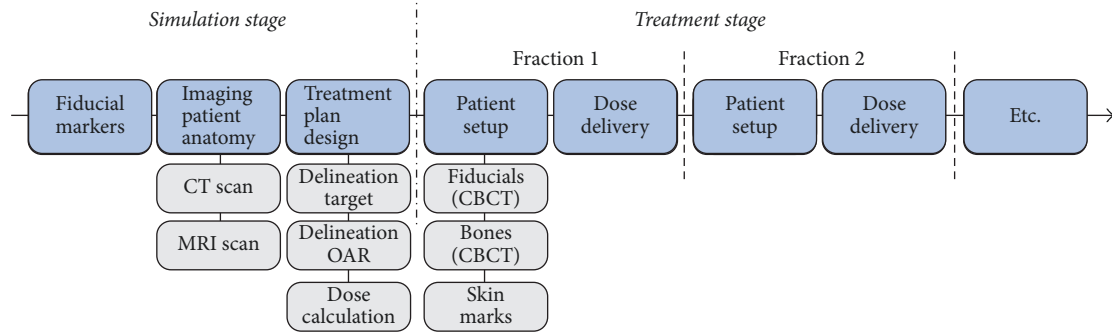 Simulation stage
Treatment stage
Fraction 1
Fraction 2
Fiducial
markers
Imaging
patient
anatomy
Treatment
plan
design
Patient
setup
Dose
delivery
Patient
setup
Dose
delivery
Etc.
CT scan
MRI scan
Delineation
target
Delineation
OAR
Dose
calculation
Fiducials
(CBCT)
Bones
(CBCT)
Skin
marks